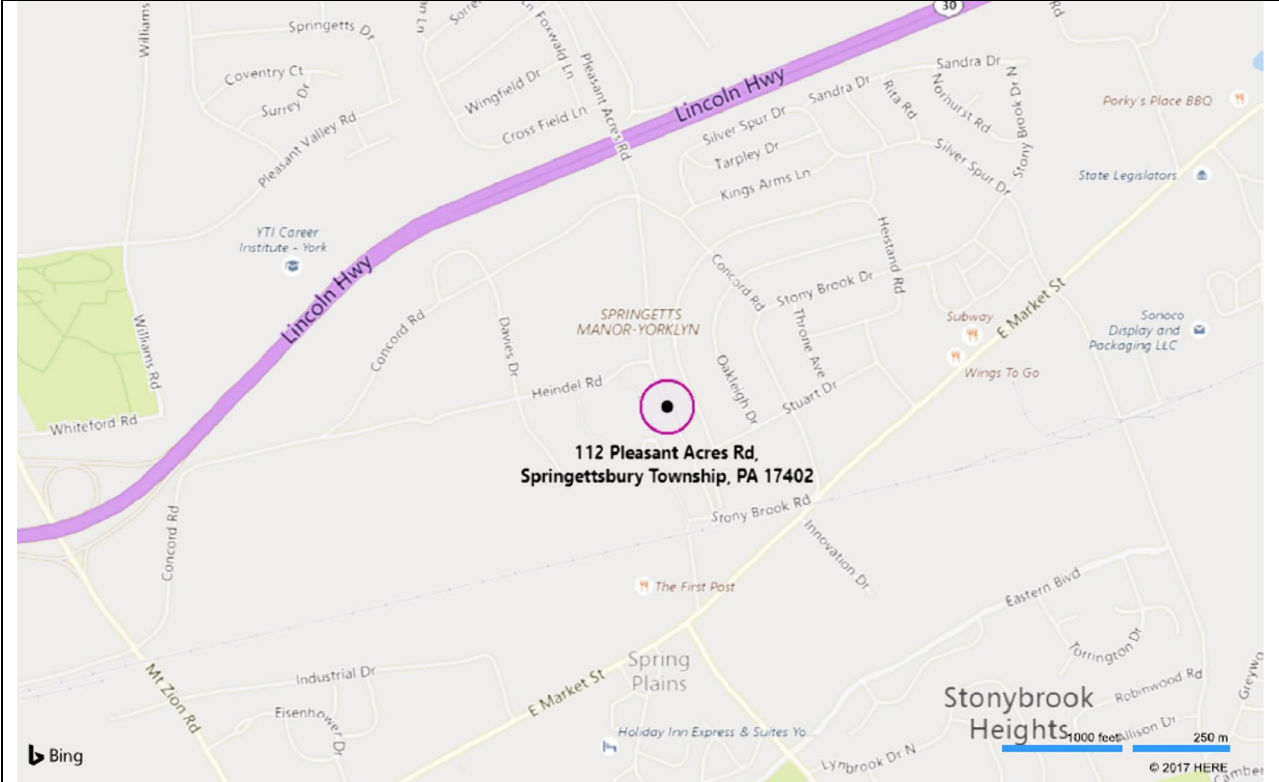 30
Williams
Springetts Dr
Foxwald Ln
Pleasant Acres Rd
Lincoln Hwy
Sandra Dr
Sandra Dr
Coventry Ct
Wingfield Dr
Surrey Dr
Cross Field Ln
Silver Spur Dr
Rita Rd
Norhurst Rd
Stony Brook Dr N
Porky's Place BBQ
Pleasant Valley Rd
Tarpley Dr
Silver Spur Dr
State Legislators
Kings Arms Ln
YTI Career
Institute - York
Lincoln Hwy
Concord Rd
Heistand Rd
Stony Brook Dr
SPRINGETTS
MANOR-YORKLYN
Subway
E Market St
Sonoco
Display and
Packaging LLC
Williams Rd
Concord Rd
Davies Dr
Throne Ave
Wings To Go
Heindel Rd
Oakleigh Dr
Stuart Dr
Whiteford Rd
112 Pleasant Acres Rd,
Springettsbury Township, PA 17402
Stony Brook Rd
Concord Rd
Innovation Dr
The First Post
Eastern Blvd
Torrington Dr
Mt Zion Rd
Industrial Dr
Spring
Plains
E Market St
Robinwood Rd
Greywo
Stonybrook
Heights
Eisenhower Dr
Holiday Inn Express & Suites Yo...
Allison Dr
1000 feet
250 m
Bing
Lynbrook Dr N
© 2017 HERE
Camber